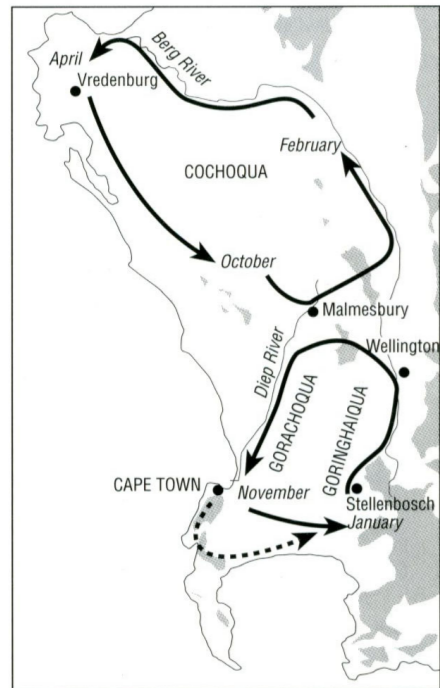 April
Berg River
Vredenburg
February
COCHOQUA
October
Malmesbury
Diep River
Wellington
GORACHOQUA
GORINGHAIQUA
CAPE TOWN
November
Stellenbosch
January